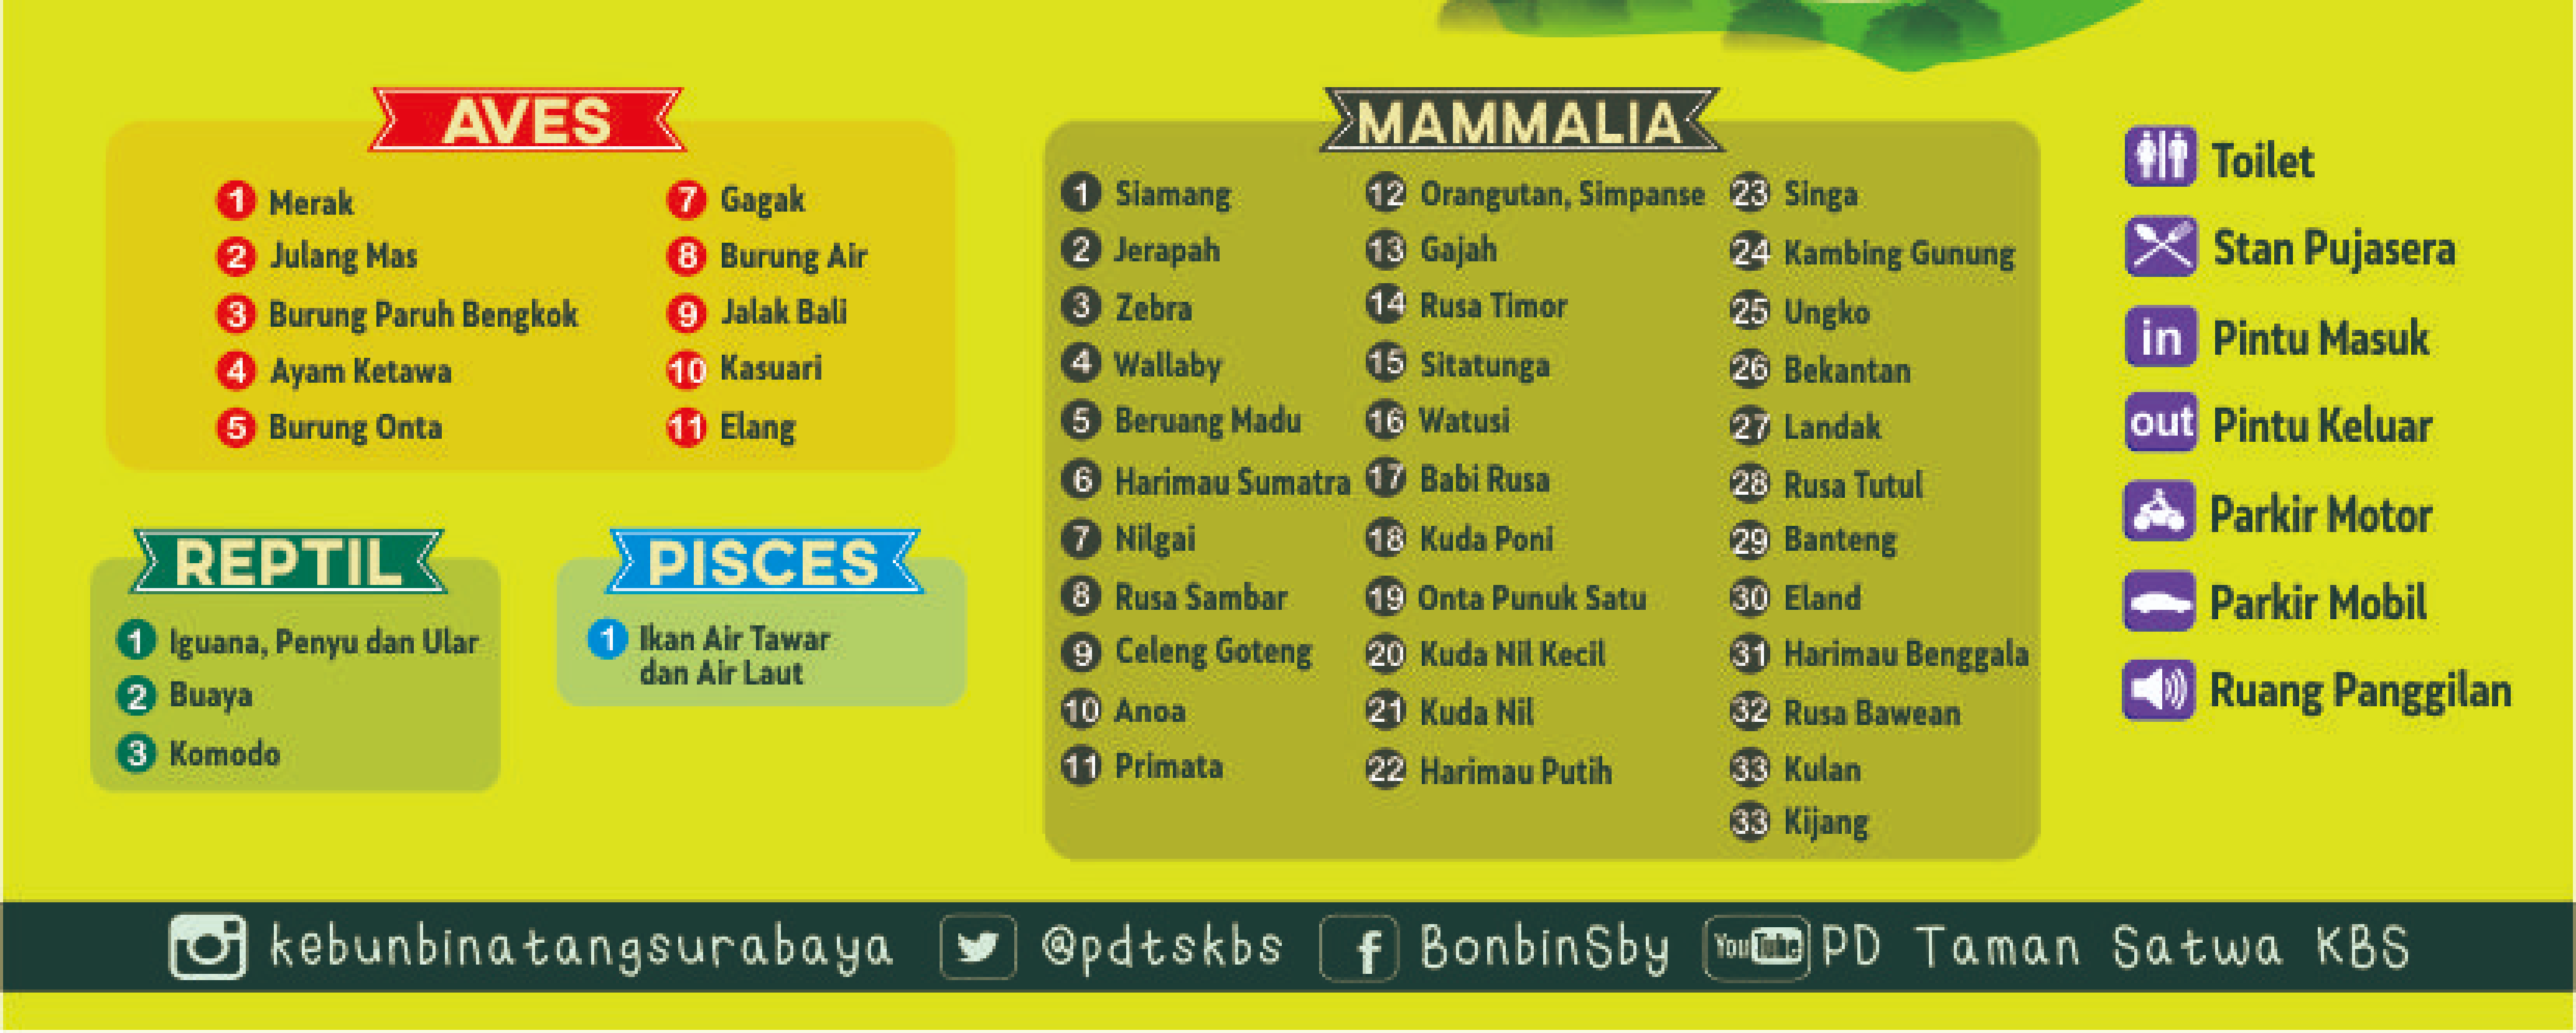 AVES
1 Merak
2 Julang Mas
3 Burung Paruh Bengkok
4 Ayam Ketawa
5 Burung Onta
7 Gagak
8 Burung Air
9 Jalak Bali
10 Kasuari
11 Elang
REPTIL
1 Iguana, Penyu dan Ular
2 Buaya
3 Komodo
PISCES
1 Ikan Air Tawar
dan Air Laut
MAMMALIA
1 Siamang
2 Jerapah
3 Zebra
4 Wallaby
5 Beruang Madu
6 Harimau Sumatra
7 Nilgai
8 Rusa Sambar
9 Celeng Goteng
10 Anoa
11 Primata
12 Orangutan, Simpanse
13 Gajah
14 Rusa Timor
15 Sitatunga
16 Watusi
17 Babi Rusa
18 Kuda Poni
19 Onta Punuk Satu
20 Kuda Nil Kecil
21 Kuda Nil
22 Harimau Putih
23 Singa
24 Kambing Gunung
25 Ungko
26 Bekantan
27 Landak
28 Rusa Tutul
29 Banteng
30 Eland
31 Harimau Benggala
32 Rusa Bawean
33 Kulan
33 Kijang
Toilet
Stan Pujasera
in Pintu Masuk
out Pintu Keluar
Parkir Motor
Parkir Mobil
Ruang Panggilan
kebunbinatangsurabaya @pdtskbs f BonbinSby YouTube PD Taman Satwa KBS